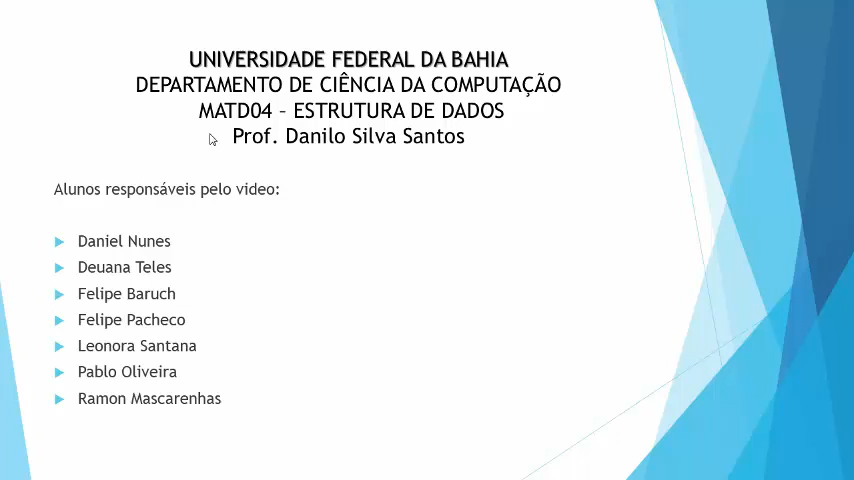 UNIVERSIDADE FEDERAL DA BAHIA
DEPARTAMENTO DE CIÊNCIA DA COMPUTAÇÃO
MATD04 – ESTRUTURA DE DADOS
Prof. Danilo Silva Santos
Alunos responsáveis pelo video:
Daniel Nunes
Deuana Teles
Felipe Baruch
Felipe Pacheco
Leonora Santana
Pablo Oliveira
Ramon Mascarenhas